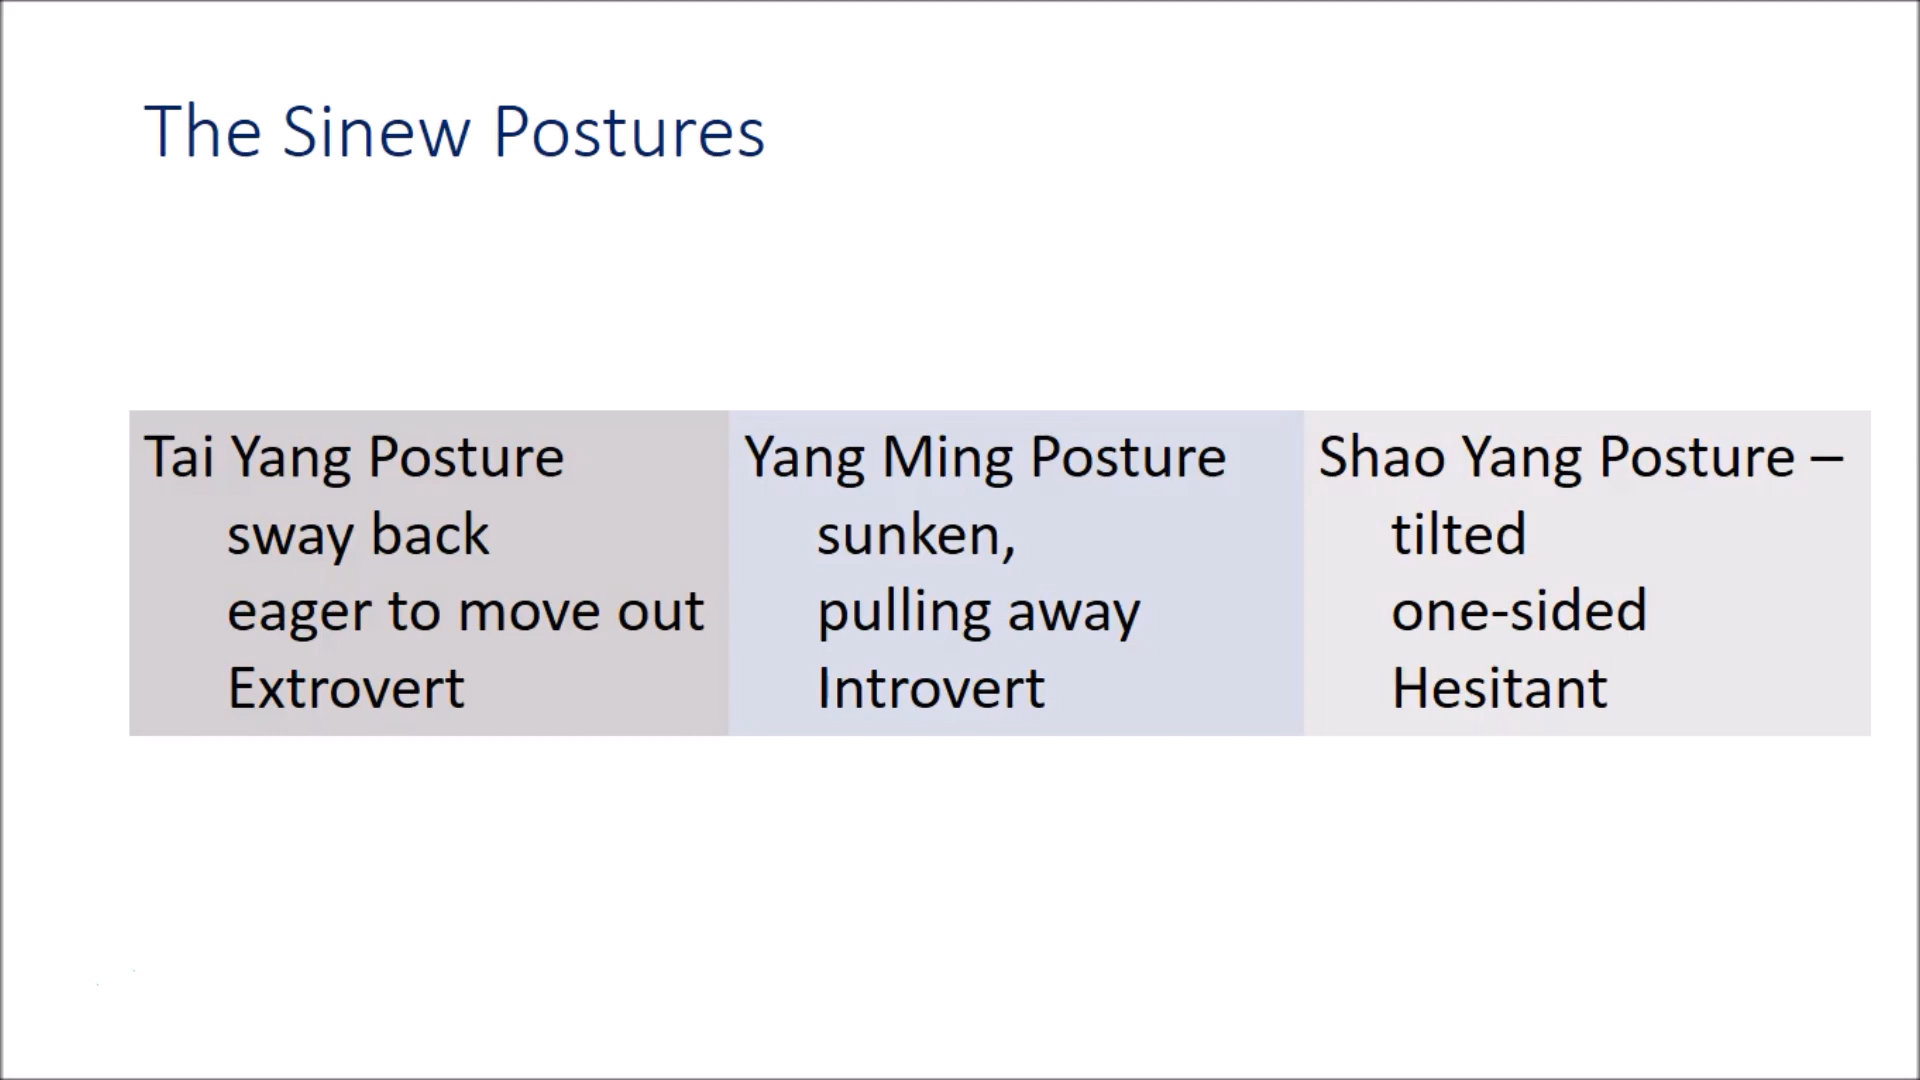 The Sinew Postures
Tai Yang Posture
sway back
eager to move out
Extrovert
Yang Ming Posture
sunken,
pulling away
Introvert
Shao Yang Posture –
tilted
one-sided
Hesitant